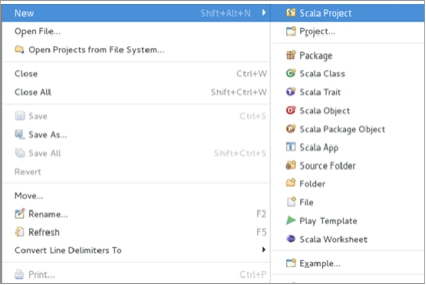 New Shift+Alt+N
Open File...
Open Projects from File System...
Close Ctrl+W
Close All Shift+Ctrl+W
Save Ctrl+S
Save As...
Save All Shift+Ctrl+S
Revert
Move...
Rename... F2
Refresh F5
Convert Line Delimiters To
Print... Ctrl+P
Scala Project
Project...
Package
Scala Class
Scala Trait
Scala Object
Scala Package Object
Scala App
Source Folder
Folder
File
Play Template
Scala Worksheet
Example...